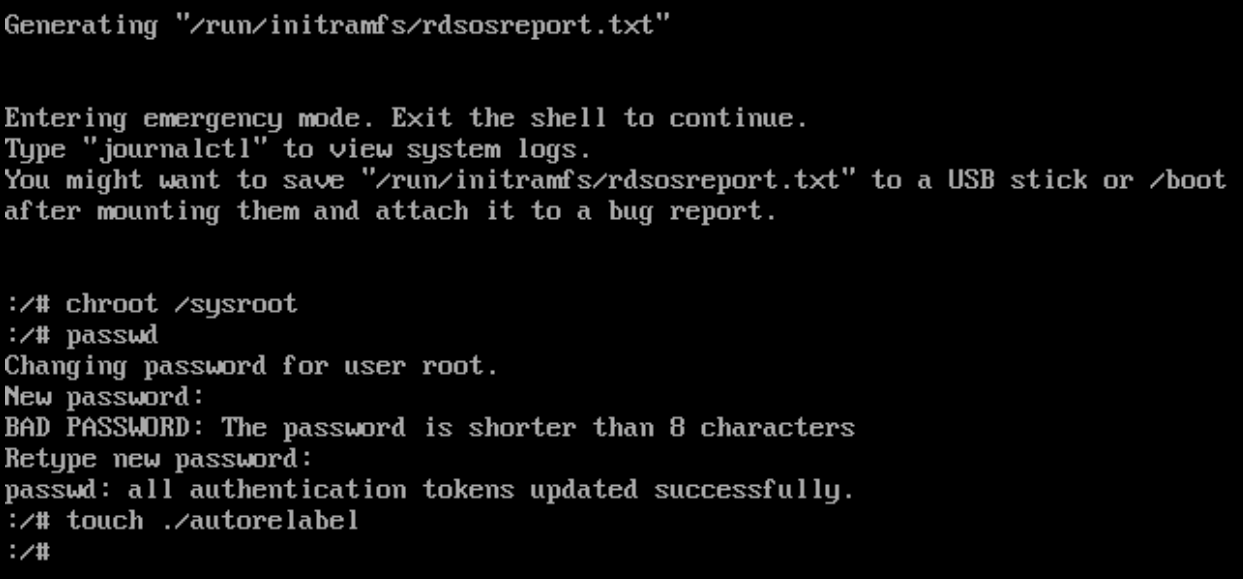 Generating "/run/initramfs/rdsosreport.txt"
Entering emergency mode. Exit the shell to continue.
Type "journalctl" to view system logs.
You might want to save "/run/initramfs/rdsosreport.txt" to a USB stick or /boot
after mounting them and attach it to a bug report.
:/# chroot /sysroot
:/# passwd
Changing password for user root.
New password:
BAD PASSWORD: The password is shorter than 8 characters
Retype new password:
passwd: all authentication tokens updated successfully.
:/# touch ./autorelabel
:/#